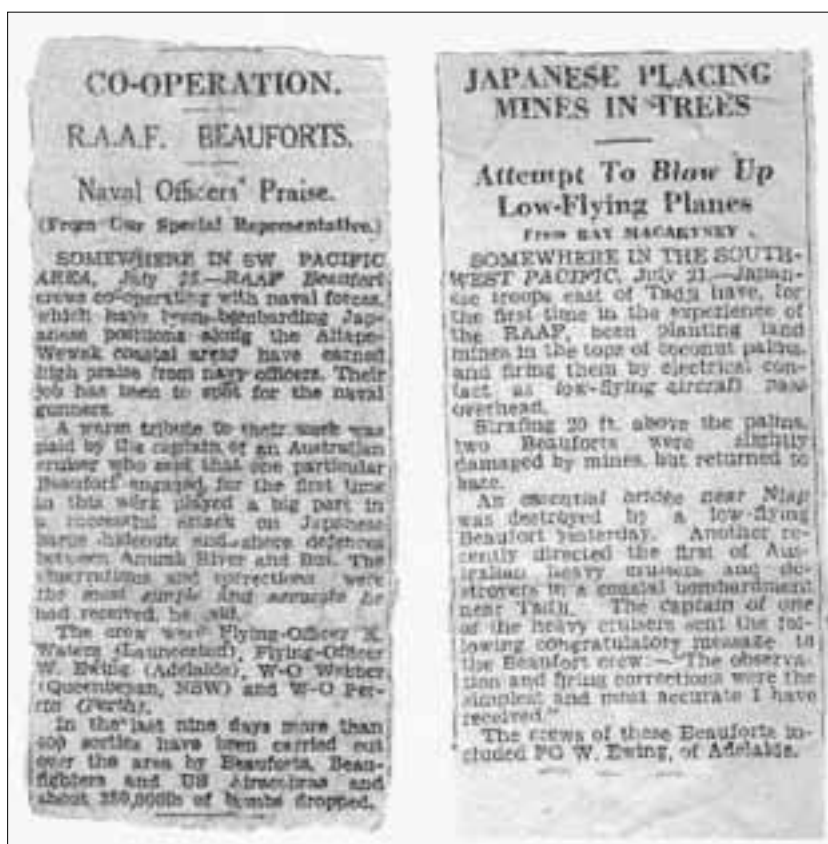 CO-OPERATION.
R.A.A.F. BEAUFORTS.
Naval Officers' Praise.
(From Our Special Representative.)
SOMEWHERE IN SW PACIFIC
AREA, July 25.—RAAF Beaufort
crews co-operating with naval forces,
which have been bombarding Jap-
anese positions along the Aitape-
Wewak coastal areas have earned
high praise from navy officers. Their
job has been to spot for the naval
gunners.
A warm tribute to their work was
paid by the captain of an Australian
cruiser who said that one particular
Beaufort engaged for the first time
in this work played a big part in
a successful attack on Japanese
barge hideouts and shore defences
between Anumb River and But. The
observations and corrections were
the most simple and accurate he
had received, he said.
The crew were Flying-Officer
Waters (Launceston), Flying-Officer
W. Ewing (Adelaide), W-O Webber
(Queanbeyan, NSW) and W-O Per-
(Perth).
In the last nine days more than
400 sorties have been carried out
over the area by Beauforts, Beau-
fighters and US Airacobras and
about 250,000lb of bombs dropped.
JAPANESE PLACING
MINES IN TREES
Attempt To Blow Up
Low-Flying Planes
From RAY MACARTNEY
SOMEWHERE IN THE SOUTH-
WEST PACIFIC, July 21.—Japan-
ese troops east of Tadji have, for
the first time in the experience of
the RAAF, been planting land
mines in the tops of coconut palms,
and firing them by electrical con-
tact as low-flying aircraft pass
overhead.
Strafing 20 ft. above the palms,
two Beauforts were slightly
damaged by mines, but returned to
base.
An essential bridge near Niap
was destroyed by a low-flying
Beaufort yesterday. Another re-
cently directed the first of Aus-
tralian heavy cruisers and de-
stroyers in a coastal bombardment
near Tadji. The captain of one
of the heavy cruisers sent the fol-
lowing congratulatory message to
the Beaufort crew:—"The observa-
tion and firing corrections were the
simplest and most accurate I have
received."
The crews of these Beauforts in-
cluded FO W. Ewing, of Adelaide.